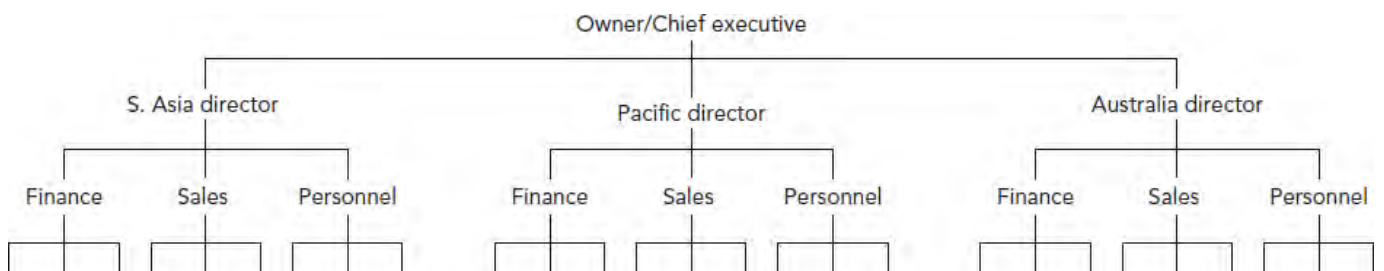 Owner/Chief executive
S. Asia director
Pacific director
Australia director
Finance
Sales
Personnel
Finance
Sales
Personnel
Finance
Sales
Personnel